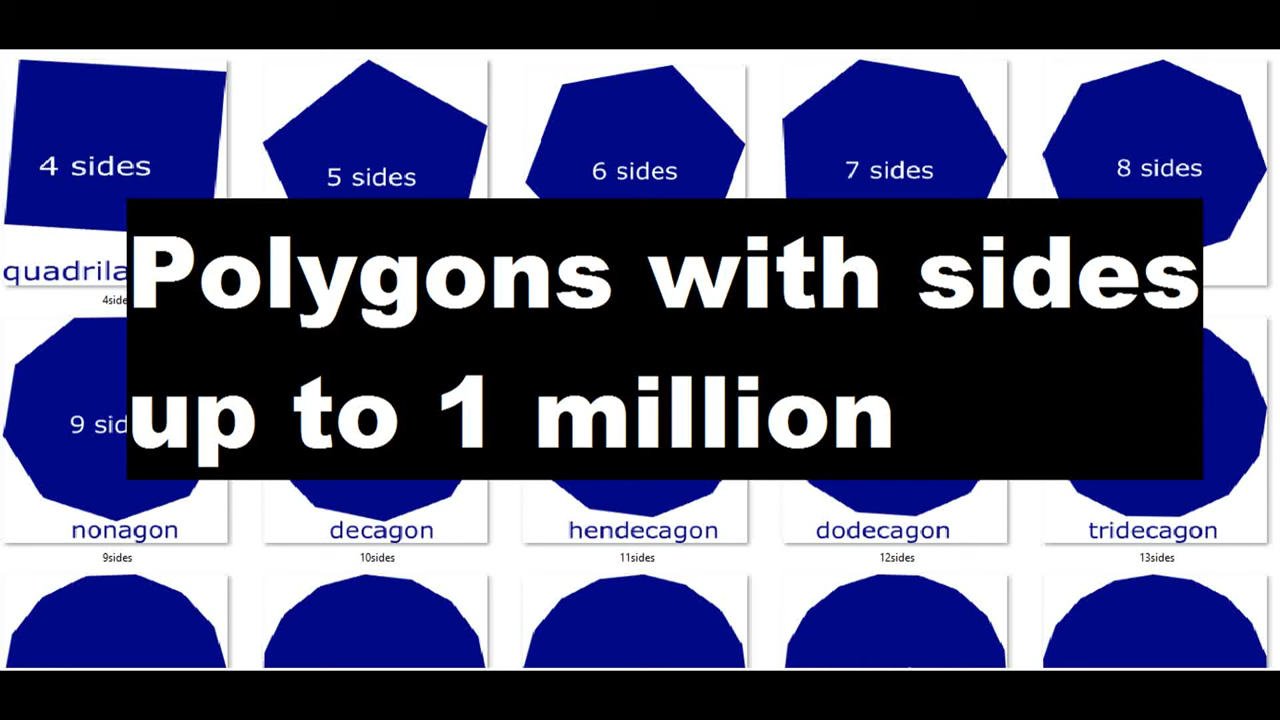 4 sides
5 sides
6 sides
7 sides
8 sides
Polygons with sides
up to 1 million
9
nonagon
decagon
hendecagon
dodecagon
tridecagon
9sides
10sides
11sides
12sides
13sides